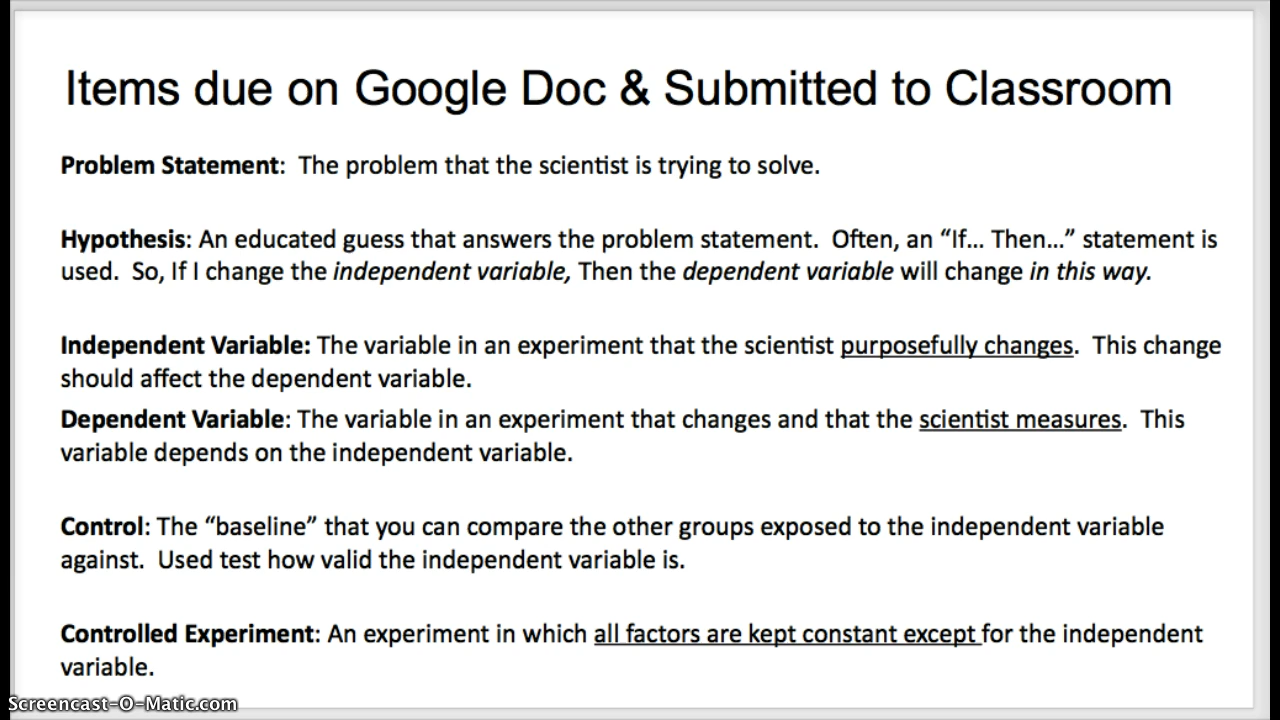 Items due on Google Doc & Submitted to Classroom
Problem Statement:  The problem that the scientist is trying to solve.
Hypothesis: An educated guess that answers the problem statement.  Often, an “If... Then...” statement is
used.  So, If I change the independent variable, Then the dependent variable will change in this way.
Independent Variable: The variable in an experiment that the scientist purposefully changes.  This change
should affect the dependent variable.
Dependent Variable: The variable in an experiment that changes and that the scientist measures.  This
variable depends on the independent variable.
Control: The “baseline” that you can compare the other groups exposed to the independent variable
against.  Used test how valid the independent variable is.
Controlled Experiment: An experiment in which all factors are kept constant except for the independent
variable.
Screencast-O-Matic.com